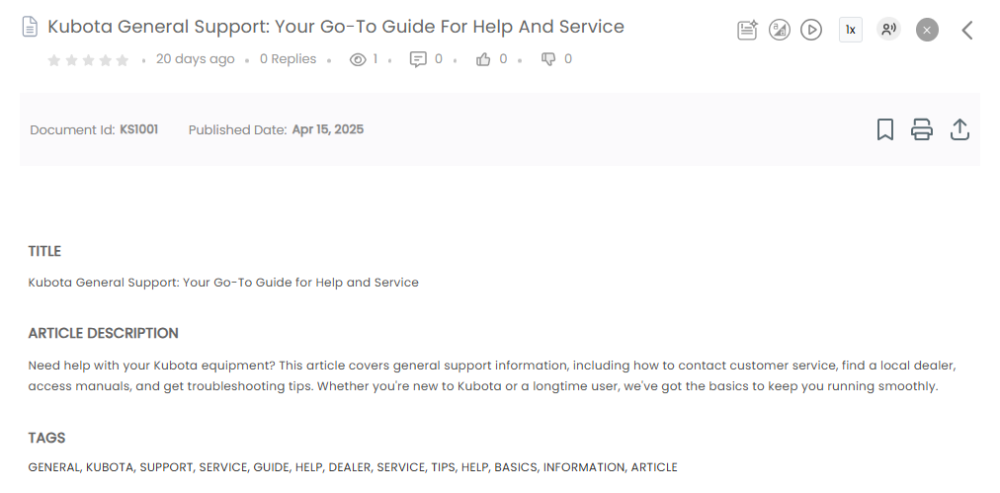 Kubota General Support: Your Go-To Guide For Help And Service
1x
20 days ago • 0 Replies • 1 • 0 • 0 • 0
Document Id: KS1001 Published Date: Apr 15, 2025
TITLE
Kubota General Support: Your Go-To Guide for Help and Service
ARTICLE DESCRIPTION
Need help with your Kubota equipment? This article covers general support information, including how to contact customer service, find a local dealer,
access manuals, and get troubleshooting tips. Whether you're new to Kubota or a longtime user, we've got the basics to keep you running smoothly.
TAGS
GENERAL, KUBOTA, SUPPORT, SERVICE, GUIDE, HELP, DEALER, SERVICE, TIPS, HELP, BASICS, INFORMATION, ARTICLE